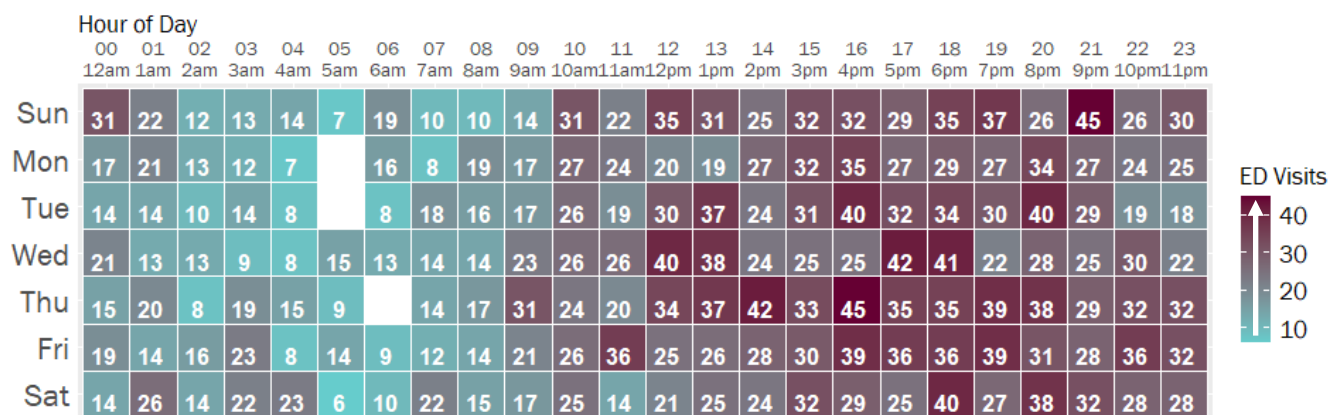 Hour of Day
00 01 02 03 04 05 06 07 08 09 10 11 12 13 14 15 16 17 18 19 20 21 22 23
12am 1am 2am 3am 4am 5am 6am 7am 8am 9am 10am 11am 12pm 1pm 2pm 3pm 4pm 5pm 6pm 7pm 8pm 9pm 10pm 11pm
Sun 31 22 12 13 14 7 19 10 10 14 31 22 35 31 25 32 32 29 35 37 26 45 26 30
Mon 17 21 13 12 7 16 8 19 17 27 24 20 19 27 32 35 27 29 27 34 27 24 25
Tue 14 14 10 14 8 8 18 16 17 26 19 30 37 24 31 40 32 34 30 40 29 19 18
Wed 21 13 13 9 8 15 13 14 14 23 26 26 40 38 24 25 25 42 41 22 28 25 30 22
Thu 15 20 8 19 15 9 14 17 31 24 20 34 37 42 33 45 35 35 39 38 29 32 32
Fri 19 14 16 23 8 14 9 12 14 21 26 36 25 26 28 30 39 36 36 39 31 28 36 32
Sat 14 26 14 22 23 6 10 22 15 17 25 14 21 25 24 32 29 25 40 27 38 32 28 28
ED Visits
40
30
20
10